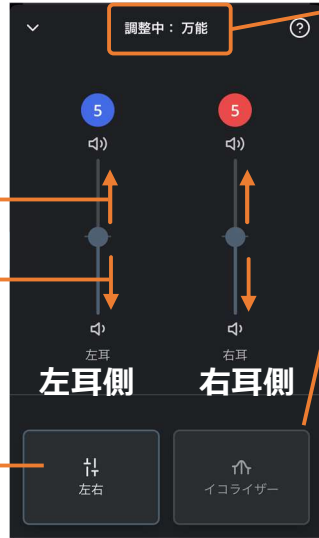 調整中： 万能
5 5
左耳 右耳
左耳側 右耳側
左右 イコライザー